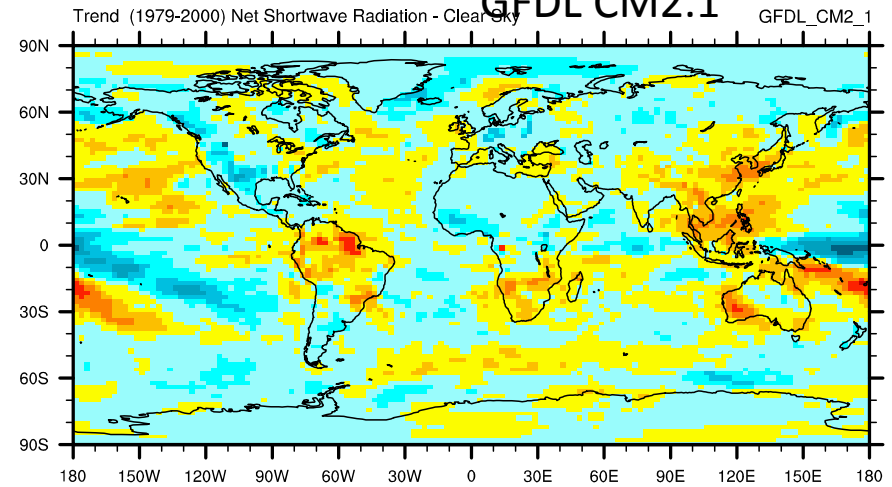 GFDL CM2.1
Trend (1979-2000) Net Shortwave Radiation - Clear Sky GFDL_CM2_1
90N
60N
30N
0
30S
60S
90S
180 150W 120W 90W 60W 30W 0 30E 60E 90E 120E 150E 180